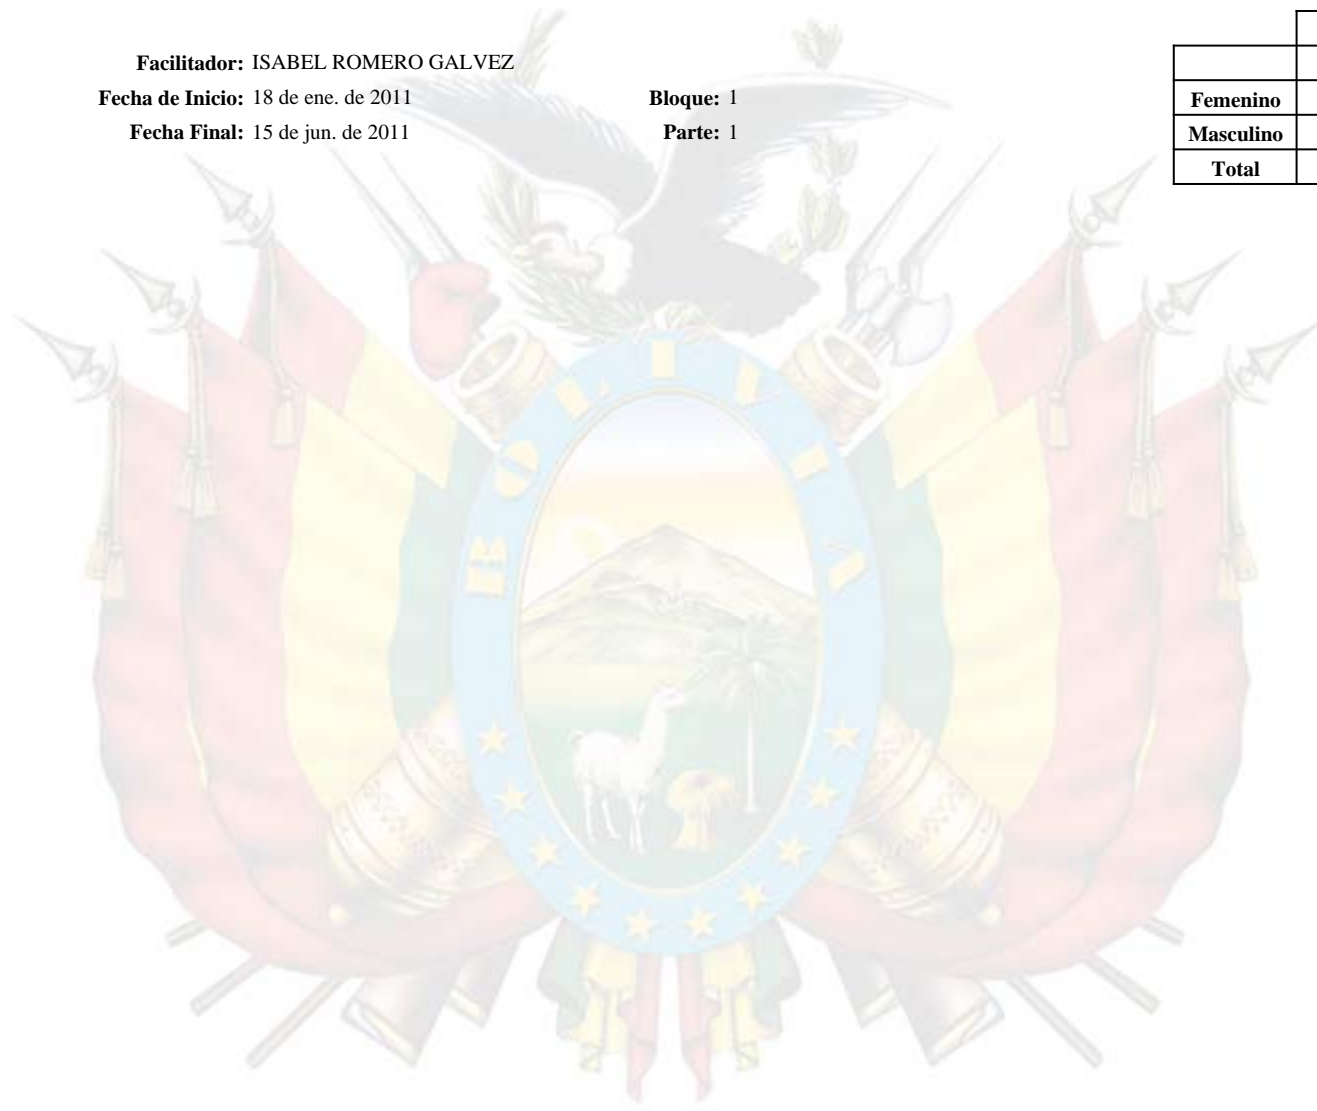 Facilitador: ISABEL ROMERO GALVEZ
Fecha de Inicio: 18 de ene. de 2011 Bloque: 1
Fecha Final: 15 de jun. de 2011 Parte: 1
Femenino
Masculino
Total
BOLIVIA